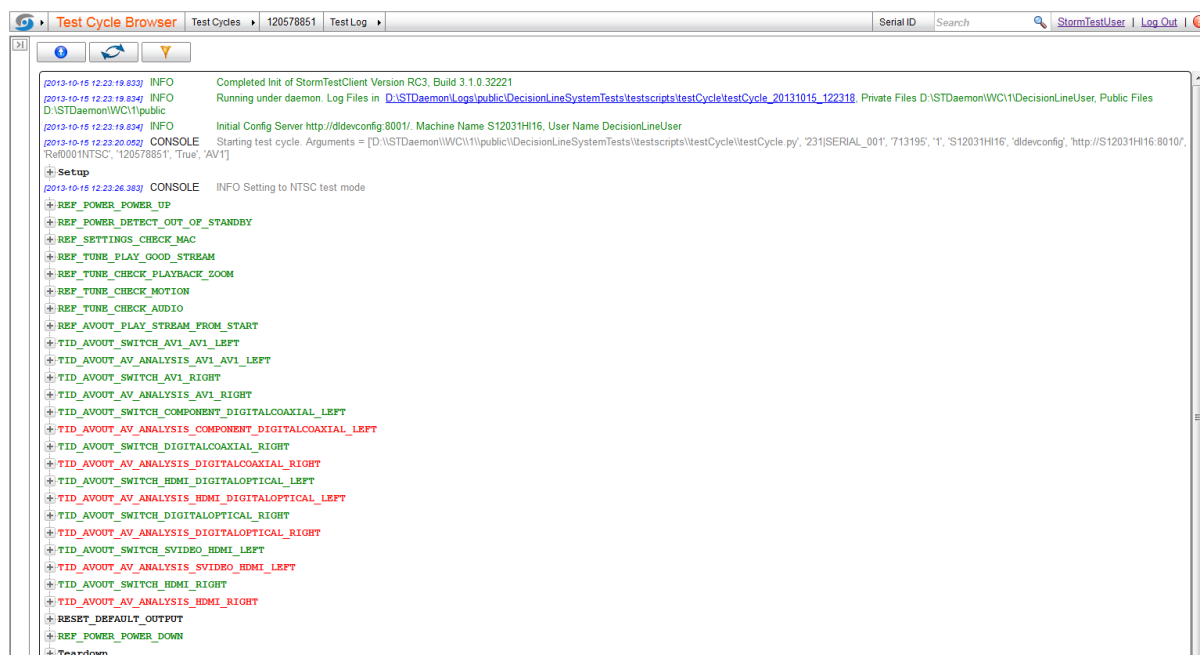 Test Cycle Browser Test Cycles 120578851 Test Log Serial ID Search StormTestUser | Log Out |
[2013-10-15 12:23:19.833] INFO Completed Init of StormTestClient Version RC3, Build 3.1.0.32221
[2013-10-15 12:23:19.834] INFO Running under daemon. Log Files in D:\STDaemon\Logs\public\DecisionLineSystemTests\testscripts\testCycle\testCycle_20131015_122318, Private Files D:\STDaemon\WC\1\DecisionLineUser, Public Files
D:\STDaemon\WC\1\public
[2013-10-15 12:23:19.834] INFO Initial Config Server http://dldevconfig:8001/. Machine Name S12031HI16, User Name DecisionLineUser
[2013-10-15 12:23:20.052] CONSOLE Starting test cycle. Arguments = ['D:\\STDaemon\\WC\\1\\public\\DecisionLineSystemTests\\testscripts\\testCycle\\testCycle.py', '231|SERIAL_001', '713195', '1', 'S12031HI16', 'dldevconfig', 'http://S12031HI16:8010/',
'Ref0001NTSC', '120578851', 'True', 'AV1']
Setup
[2013-10-15 12:23:26.383] CONSOLE INFO Setting to NTSC test mode
REF_POWER_POWER_UP
REF_POWER_DETECT_OUT_OF_STANDBY
REF_SETTINGS_CHECK_MAC
REF_TUNE_PLAY_GOOD_STREAM
REF_TUNE_CHECK_PLAYBACK_ZOOM
REF_TUNE_CHECK_MOTION
REF_TUNE_CHECK_AUDIO
REF_AVOUT_PLAY_STREAM_FROM_START
TID_AVOUT_SWITCH_AV1_AV1_LEFT
TID_AVOUT_AV_ANALYSIS_AV1_AV1_LEFT
TID_AVOUT_SWITCH_AV1_RIGHT
TID_AVOUT_AV_ANALYSIS_AV1_RIGHT
TID_AVOUT_SWITCH_COMPONENT_DIGITALCOAXIAL_LEFT
TID_AVOUT_AV_ANALYSIS_COMPONENT_DIGITALCOAXIAL_LEFT
TID_AVOUT_SWITCH_DIGITALCOAXIAL_RIGHT
TID_AVOUT_AV_ANALYSIS_DIGITALCOAXIAL_RIGHT
TID_AVOUT_SWITCH_HDMI_DIGITALOPTICAL_LEFT
TID_AVOUT_AV_ANALYSIS_HDMI_DIGITALOPTICAL_LEFT
TID_AVOUT_SWITCH_DIGITALOPTICAL_RIGHT
TID_AVOUT_AV_ANALYSIS_DIGITALOPTICAL_RIGHT
TID_AVOUT_SWITCH_SVIDEO_HDMI_LEFT
TID_AVOUT_AV_ANALYSIS_SVIDEO_HDMI_LEFT
TID_AVOUT_SWITCH_HDMI_RIGHT
TID_AVOUT_AV_ANALYSIS_HDMI_RIGHT
RESET_DEFAULT_OUTPUT
REF_POWER_POWER_DOWN
Teardown